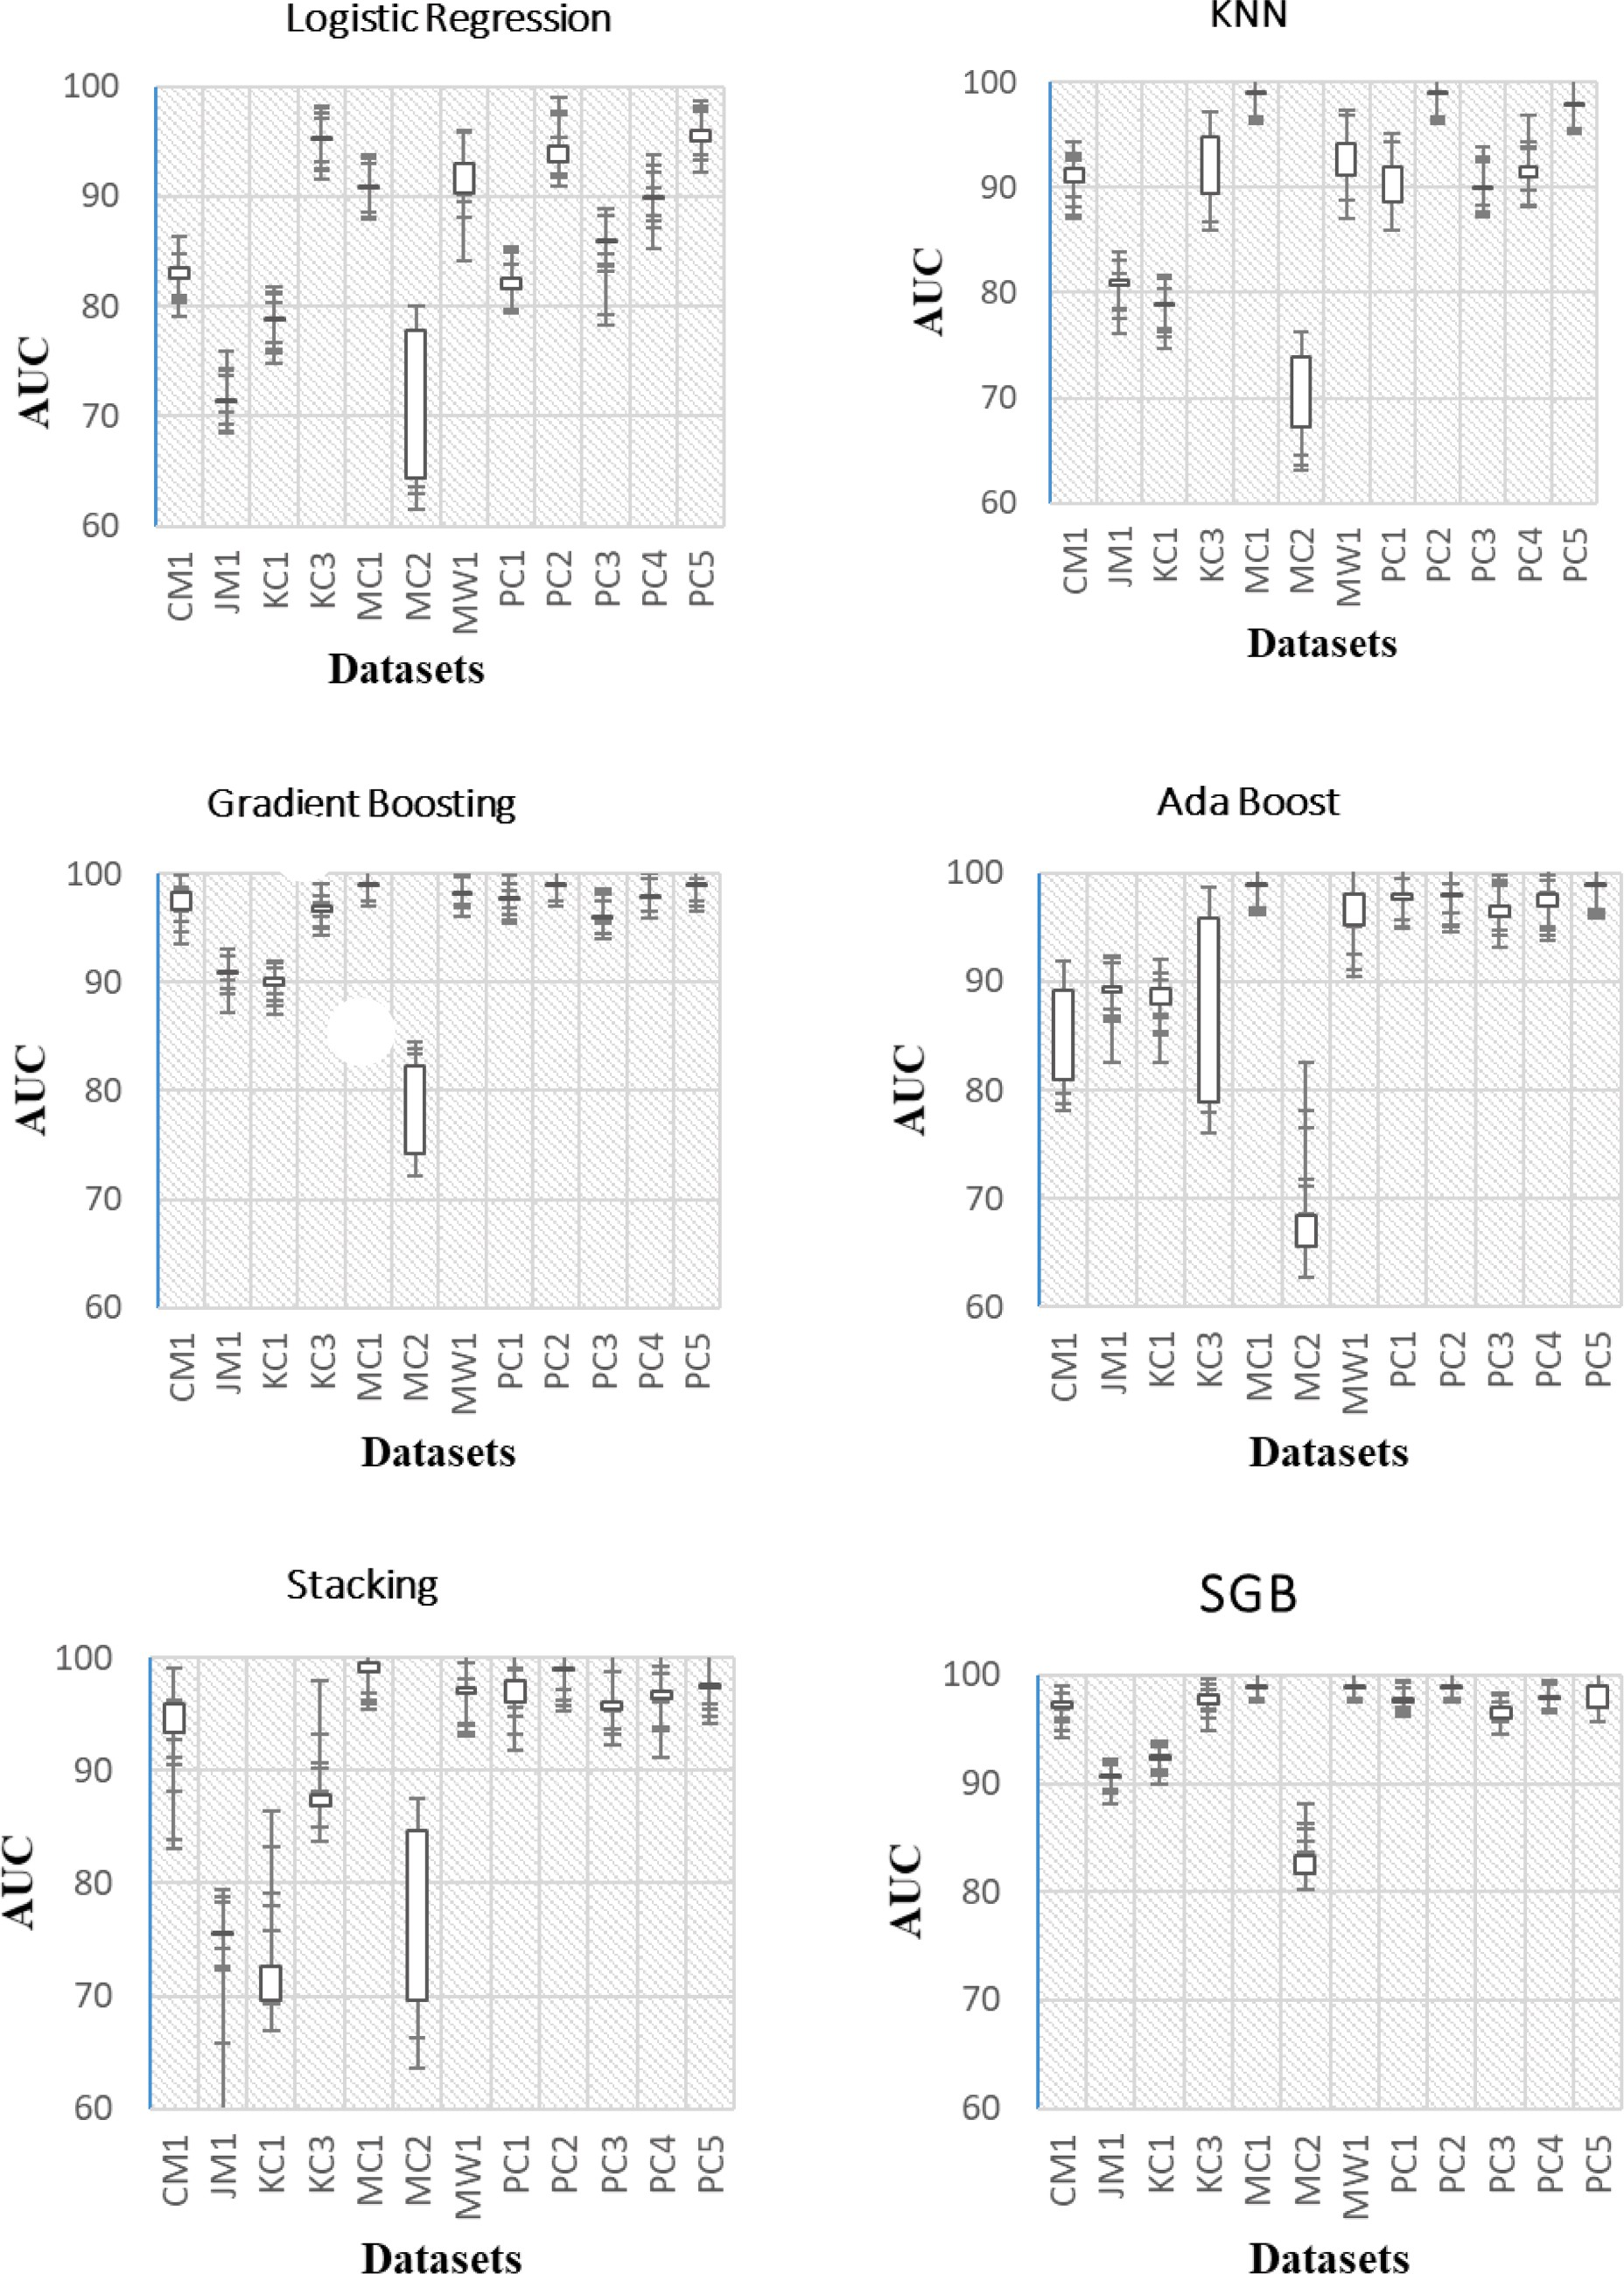 Logistic Regression
AUC
100
90
80
70
60
CM1 JM1 KC1 KC3 MC1 MC2 MW1 PC1 PC2 PC3 PC4 PC5
Datasets
KNN
AUC
100
90
80
70
60
CM1 JM1 KC1 KC3 MC1 MC2 MW1 PC1 PC2 PC3 PC4 PC5
Datasets
Gradient Boosting
AUC
100
90
80
70
60
CM1 JM1 KC1 KC3 MC1 MC2 MW1 PC1 PC2 PC3 PC4 PC5
Datasets
Ada Boost
AUC
100
90
80
70
60
CM1 JM1 KC1 KC3 MC1 MC2 MW1 PC1 PC2 PC3 PC4 PC5
Datasets
Stacking
AUC
100
90
80
70
60
CM1 JM1 KC1 KC3 MC1 MC2 MW1 PC1 PC2 PC3 PC4 PC5
Datasets
SGB
AUC
100
90
80
70
60
CM1 JM1 KC1 KC3 MC1 MC2 MW1 PC1 PC2 PC3 PC4 PC5
Datasets